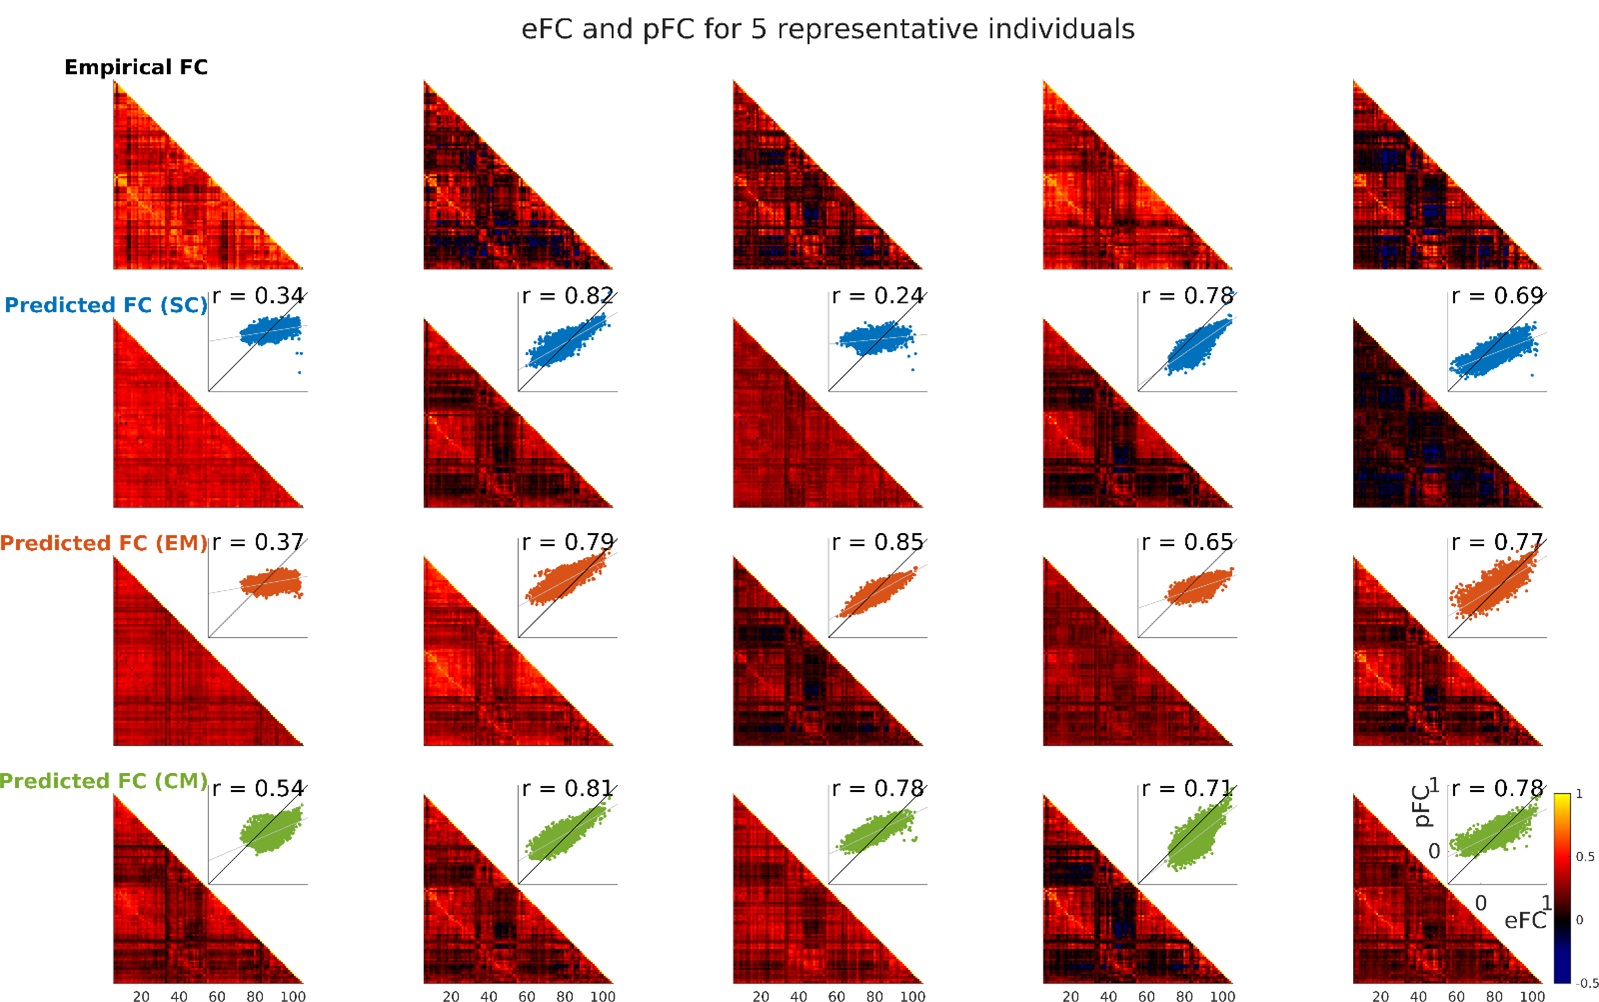 eFC and pFC for 5 representative individuals
Empirical FC
Predicted FC (SC)
r = 0.34
r = 0.82
r = 0.24
r = 0.78
r = 0.69
Predicted FC (EM)
r = 0.37
r = 0.79
r = 0.85
r = 0.65
r = 0.77
Predicted FC (CM)
r = 0.54
r = 0.81
r = 0.78
r = 0.71
r = 0.78
pFC
1
0
0
1
eFC
1
0.5
0
-0.5
20 40 60 80 100
20 40 60 80 100
20 40 60 80 100
20 40 60 80 100
20 40 60 80 100